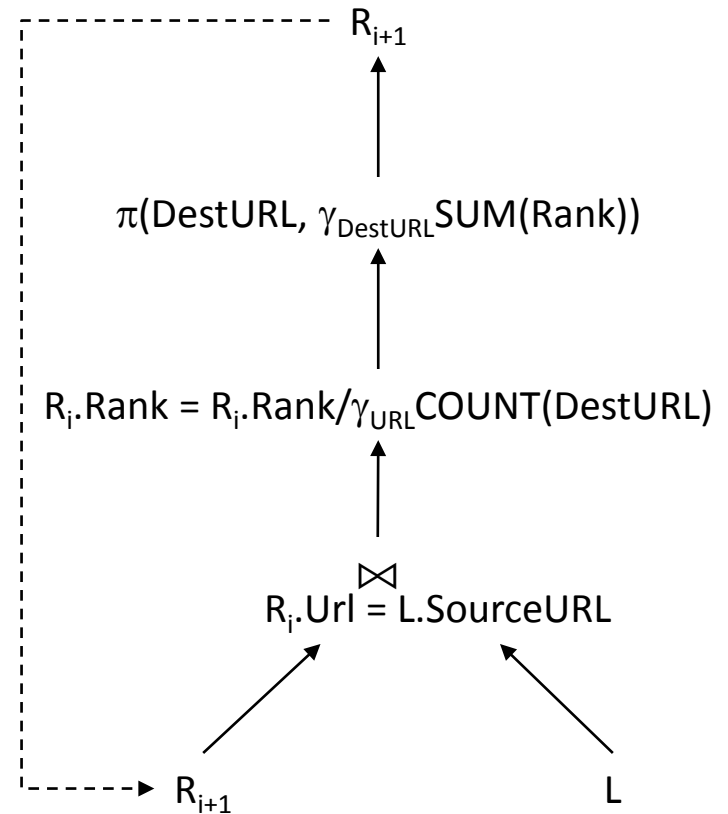 R_{i+1}
π(DestURL, γ_{DestURL}SUM(Rank))
R_i.Rank = R_i.Rank/γ_{URL}COUNT(DestURL)
⋈
R_i.Url = L.SourceURL
R_{i+1} L